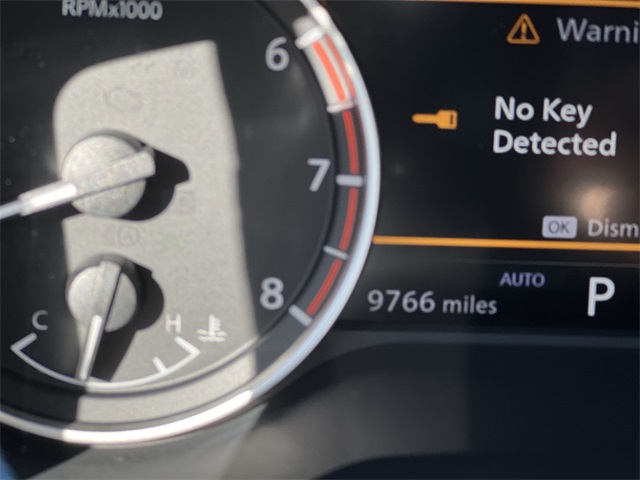 RPMx1000
6
7
8
C
H
Warni
No Key
Detected
OK Dism
AUTO
9766 miles
P